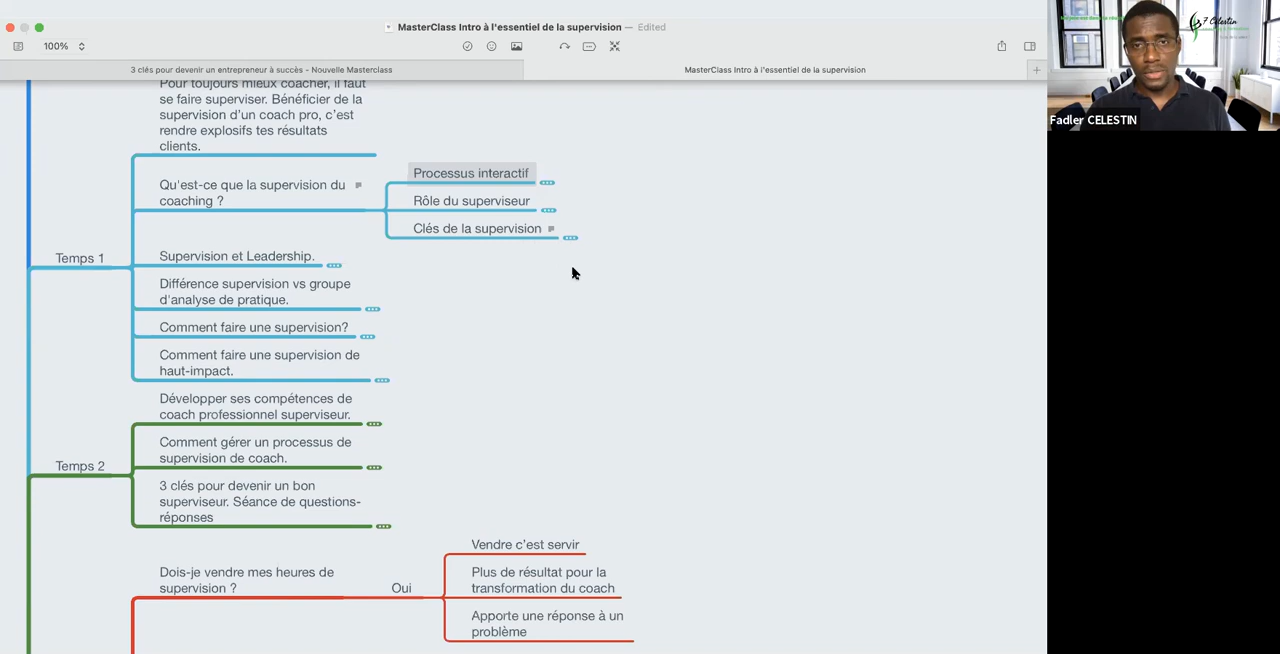 MasterClass Intro à l'essentiel de la supervision — Edited
100%
3 clés pour devenir un entrepreneur à succès - Nouvelle Masterclass
MasterClass Intro à l'essentiel de la supervision
Pour toujours mieux coacher, il faut
se faire superviser. Bénéficier de la
supervision d'un coach pro, c'est
rendre explosifs tes résultats
clients.
Qu'est-ce que la supervision du
coaching ?
Processus interactif
Rôle du superviseur
Clés de la supervision
Temps 1
Supervision et Leadership.
Différence supervision vs groupe
d'analyse de pratique.
Comment faire une supervision?
Comment faire une supervision de
haut-impact.
Développer ses compétences de
coach professionnel superviseur.
Temps 2
Comment gérer un processus de
supervision de coach.
3 clés pour devenir un bon
superviseur. Séance de questions-
réponses
Dois-je vendre mes heures de
supervision ?
Oui
Vendre c'est servir
Plus de résultat pour la
transformation du coach
Apporte une réponse à un
problème
7 Celestin
Fadler CELESTIN